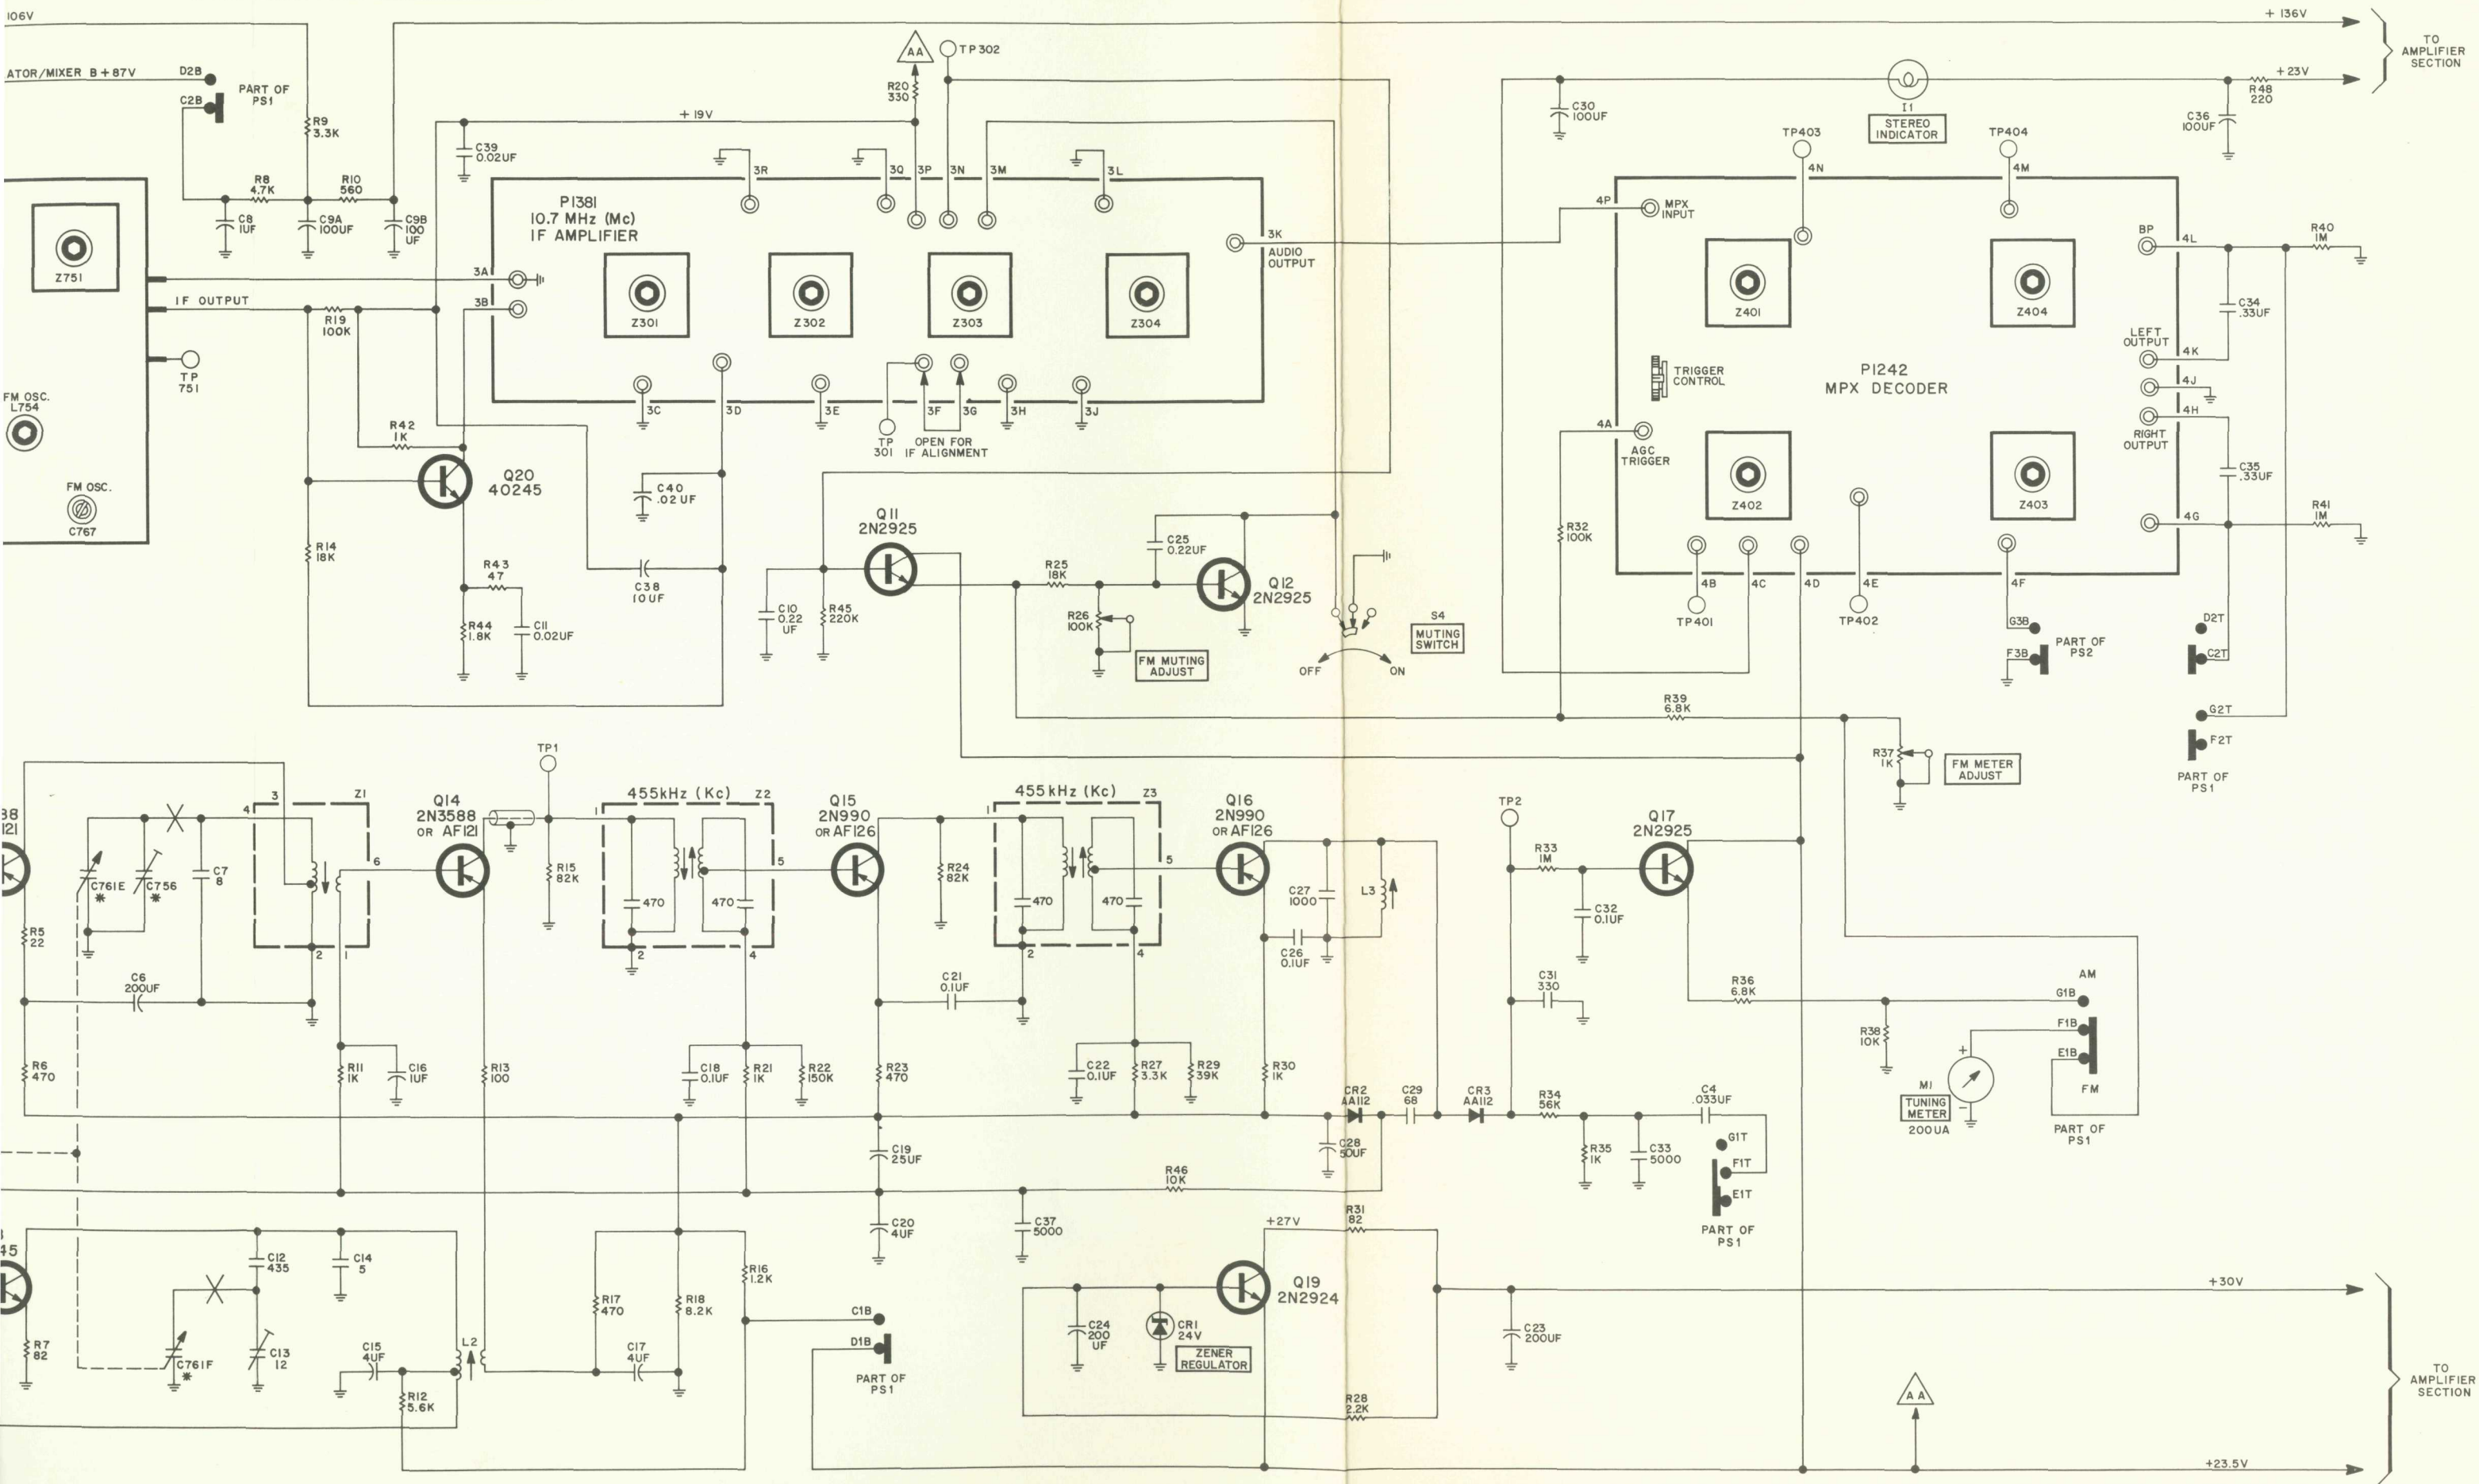 106V
+ 136V
TO
AMPLIFIER
SECTION
ATOR/MIXER B+87V
D2B
C2B
PART OF
PS1
AA
TP302
R20
330
+23V
R48
220
I1
STEREO
INDICATOR
C30
100UF
C36
100UF
R9
3.3K
+ 19V
C39
0.02UF
TP403
TP404
R8
4.7K
R10
560
C8
1UF
C9A
100UF
C9B
100
UF
P1381
10.7 MHz (Mc)
IF AMPLIFIER
3R
3Q
3P
3N
3M
3L
3K
AUDIO
OUTPUT
4P
MPX
INPUT
4N
4M
BP
4L
R40
1M
Z751
3A
3B
IF OUTPUT
R19
100K
Z301
Z302
Z303
Z304
Z401
Z404
C34
.33UF
LEFT
OUTPUT
4K
4J
4H
RIGHT
OUTPUT
TP
751
FM OSC.
L754
TRIGGER
CONTROL
P1242
MPX DECODER
3C
3D
3E
3F
3G
3H
3J
TP
301
OPEN FOR
IF ALIGNMENT
R42
1K
4A
AGC
TRIGGER
Q20
40245
FM OSC.
C767
C40
.02 UF
Z402
Z403
C35
.33UF
4G
R41
1M
Q11
2N2925
C25
0.22UF
R32
100K
R14
18K
R43
47
C38
10UF
R25
18K
Q12
2N2925
4B
4C
4D
4E
4F
TP401
TP402
R44
1.8K
C11
0.02UF
C10
0.22
UF
R45
220K
R26
100K
FM MUTING
ADJUST
S4
MUTING
SWITCH
OFF
ON
G3B
F3B
PART OF
PS2
D2T
C2T
G2T
F2T
PART OF
PS1
R39
6.8K
R37
1K
FM METER
ADJUST
TP1
88
121
4
3
Z1
6
2
1
Q14
2N3588
OR AF121
455kHz (Kc)
Z2
1
5
2
4
470
470
Q15
2N990
OR AF126
455kHz (Kc)
Z3
1
5
2
4
470
470
Q16
2N990
OR AF126
TP2
Q17
2N2925
C761E
*
C756
*
C7
8
R15
82K
R24
82K
C27
1000
L3
R33
1M
C32
0.1UF
R5
22
C6
200UF
C21
0.1UF
C26
0.1UF
C31
330
R36
6.8K
R38
10K
AM
G1B
F1B
E1B
FM
PART OF
PS1
M1
TUNING
METER
200UA
+
−
R6
470
R11
1K
C16
1UF
R13
100
C18
0.1UF
R21
1K
R22
150K
R23
470
C22
0.1UF
R27
3.3K
R29
39K
R30
1K
CR2
AA112
C29
68
CR3
AA112
R34
56K
C4
.033UF
C28
50UF
C19
25UF
R35
1K
C33
5000
G1T
F1T
E1T
PART OF
PS1
R46
10K
C20
4UF
C37
5000
+27V
R31
82
45
C12
435
C14
5
R16
1.2K
R17
470
R18
8.2K
Q19
2N2924
+30V
C1B
D1B
PART OF
PS1
C24
200
UF
CR1
24V
ZENER
REGULATOR
C23
200UF
R7
82
C761F
*
C13
12
C15
4UF
L2
C17
4UF
R12
5.6K
R28
2.2K
AA
TO
AMPLIFIER
SECTION
+23.5V